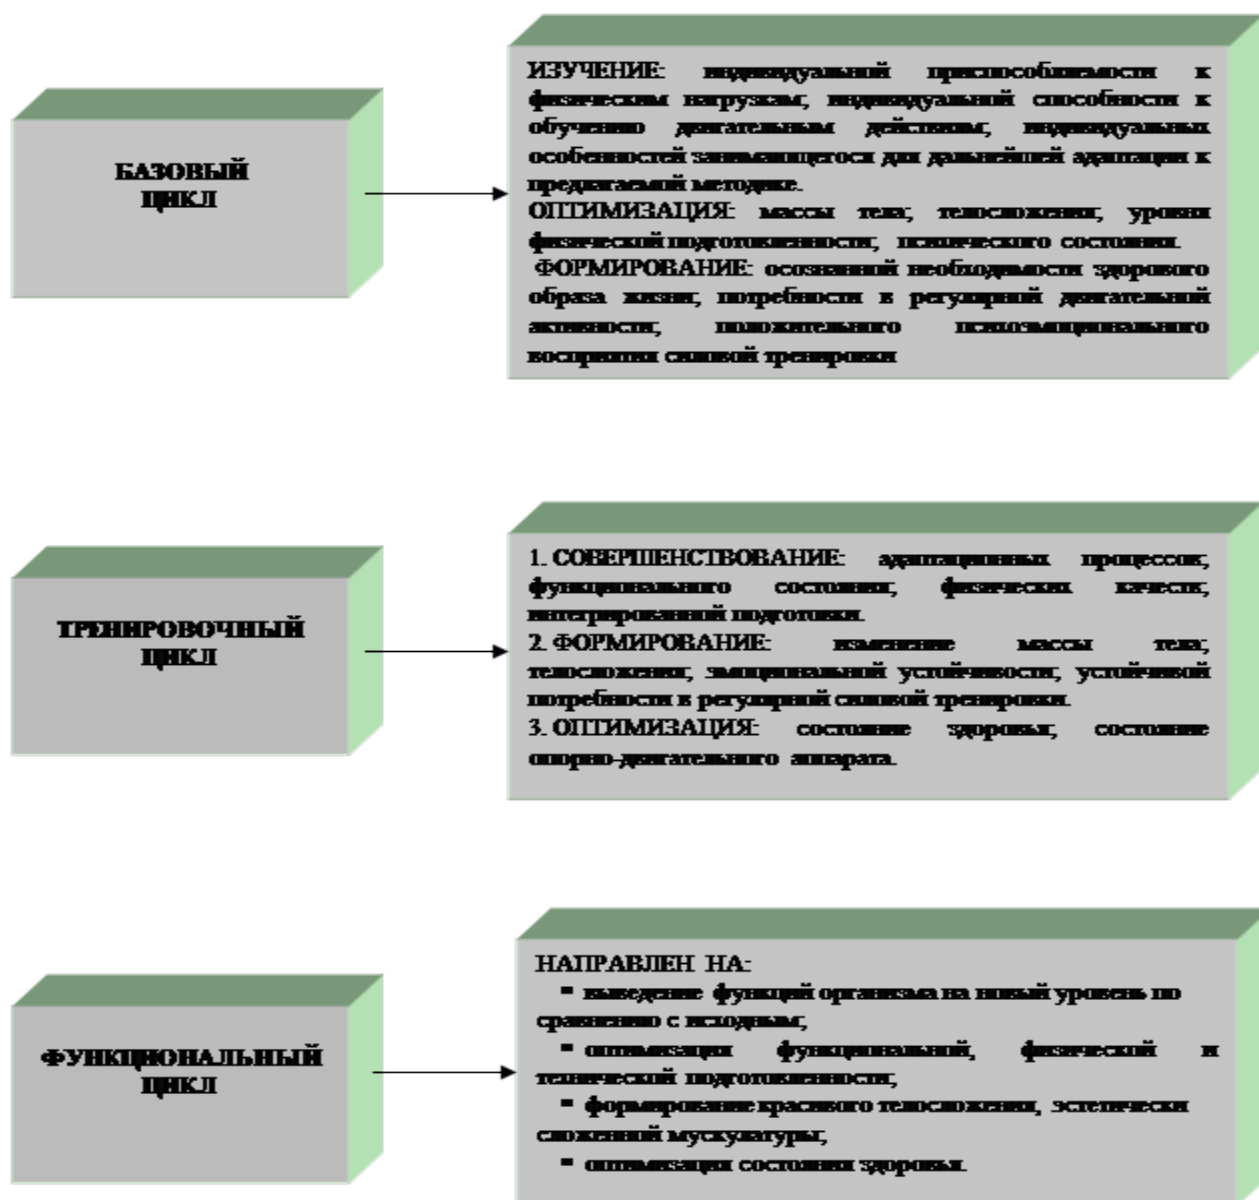 БАЗОВЫЙ
ЦИКЛ
ИЗУЧЕНИЕ: индивидуальной приспособляемости к
физическим нагрузкам; индивидуальной способности к
обучению двигательным действиям; индивидуальных
особенностей занимающегося для дальнейшей адаптации к
предлагаемой методике.
ОПТИМИЗАЦИЯ: массы тела; телосложения; уровня
физической подготовленности; психического состояния.
ФОРМИРОВАНИЕ: осознанной необходимости здорового
образа жизни; потребности в регулярной двигательной
активности; положительного психоэмоционального
восприятия силовой тренировки
ТРЕНИРОВОЧНЫЙ
ЦИКЛ
1. СОВЕРШЕНСТВОВАНИЕ: адаптационных процессов;
функционального состояния; физических качеств;
интегрированной подготовки.
2. ФОРМИРОВАНИЕ: изменение массы тела;
телосложения; эмоциональной устойчивости; устойчивой
потребности в регулярной силовой тренировки.
3. ОПТИМИЗАЦИЯ: состояние здоровья; состояние
опорно-двигательного аппарата.
ФУНКЦИОНАЛЬНЫЙ
ЦИКЛ
НАПРАВЛЕН НА:
▪ выведение функций организма на новый уровень по
сравнению с исходным;
▪ оптимизация функциональной, физической и
технической подготовленности;
▪ формирование красивого телосложения, эстетически
сложенной мускулатуры;
▪ оптимизация состояния здоровья.